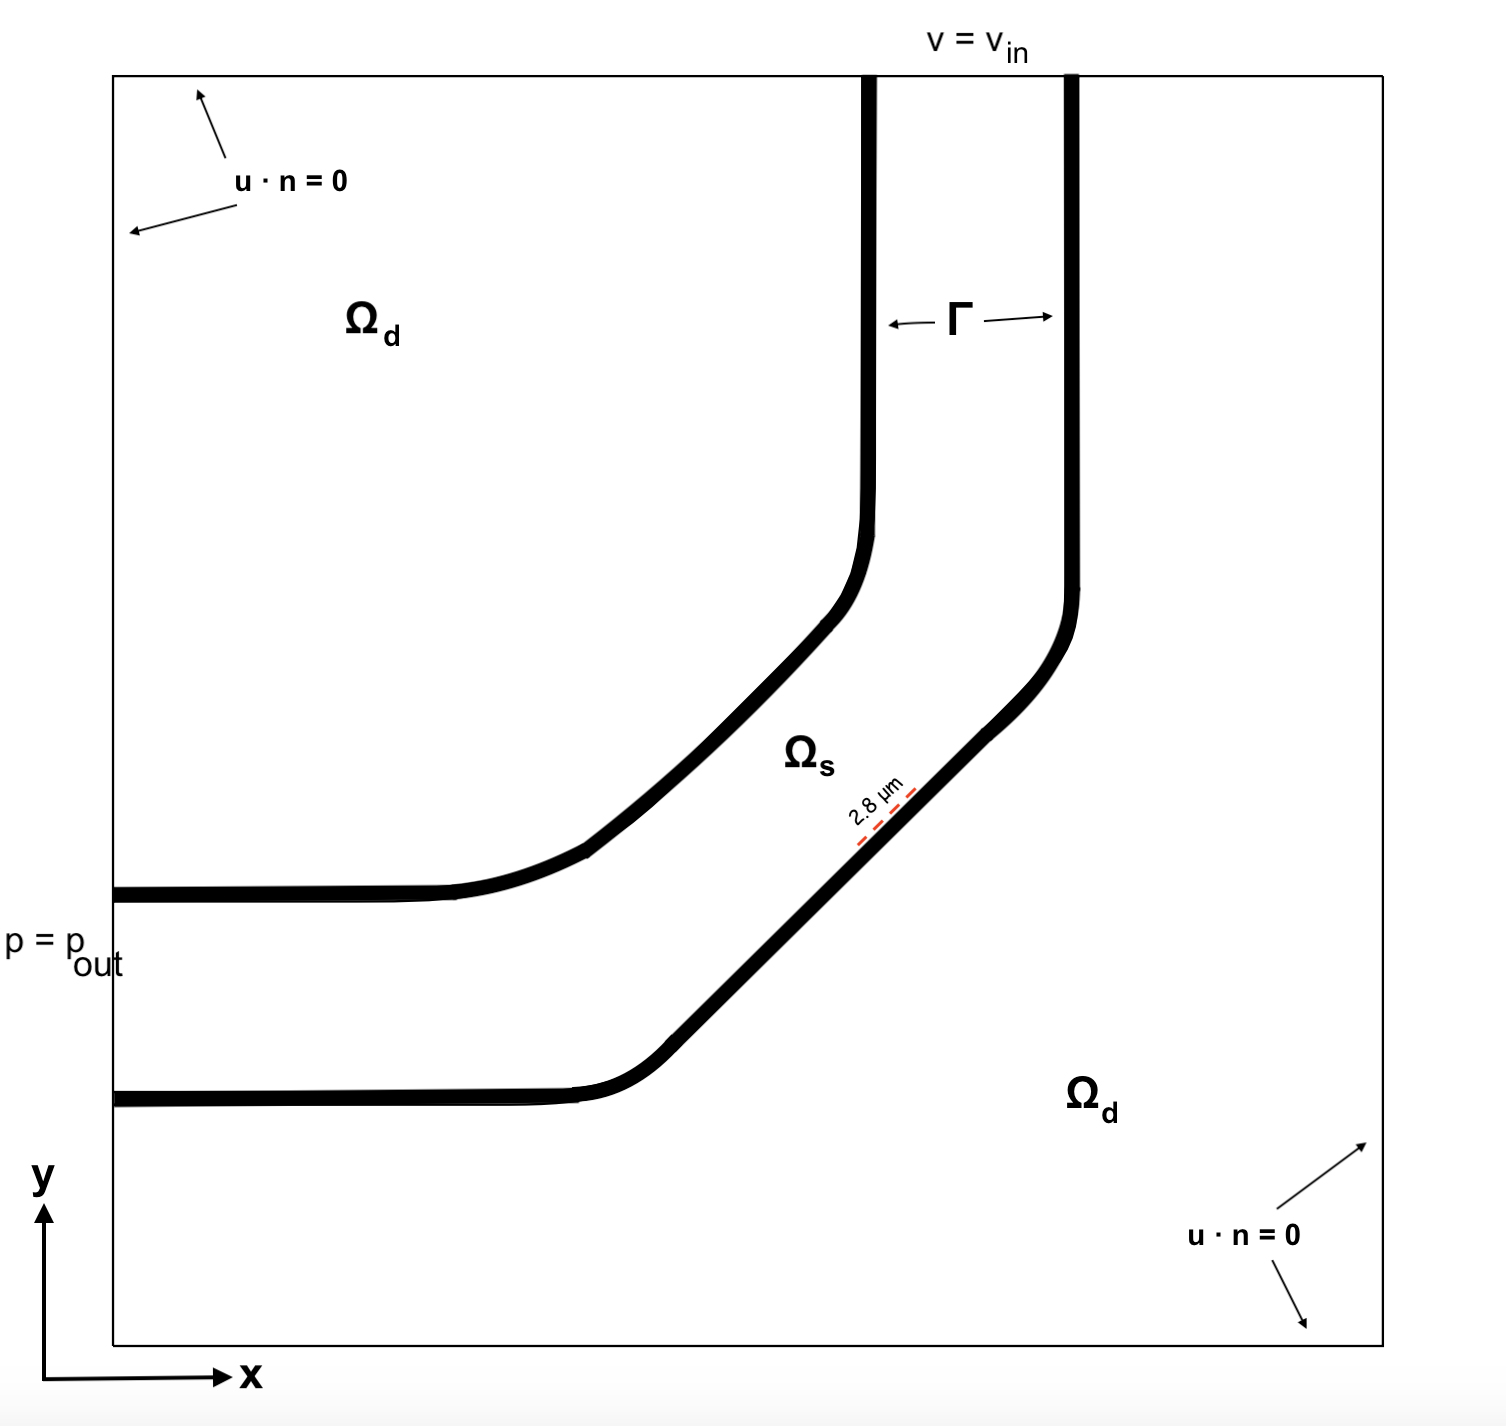 v = v_in
u · n = 0
Ω_d
Γ
Ω_s
2.8 μm
p = p_out
Ω_d
y
u · n = 0
x